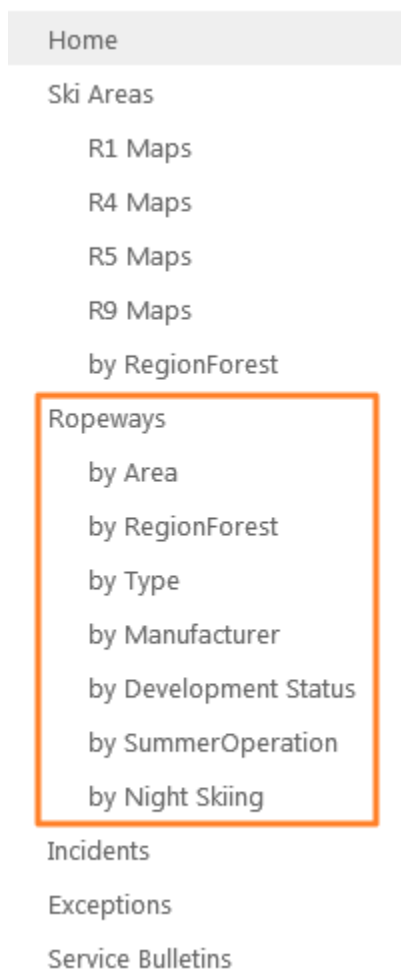 Home
Ski Areas
R1 Maps
R4 Maps
R5 Maps
R9 Maps
by RegionForest
Ropeways
by Area
by RegionForest
by Type
by Manufacturer
by Development Status
by SummerOperation
by Night Skiing
Incidents
Exceptions
Service Bulletins